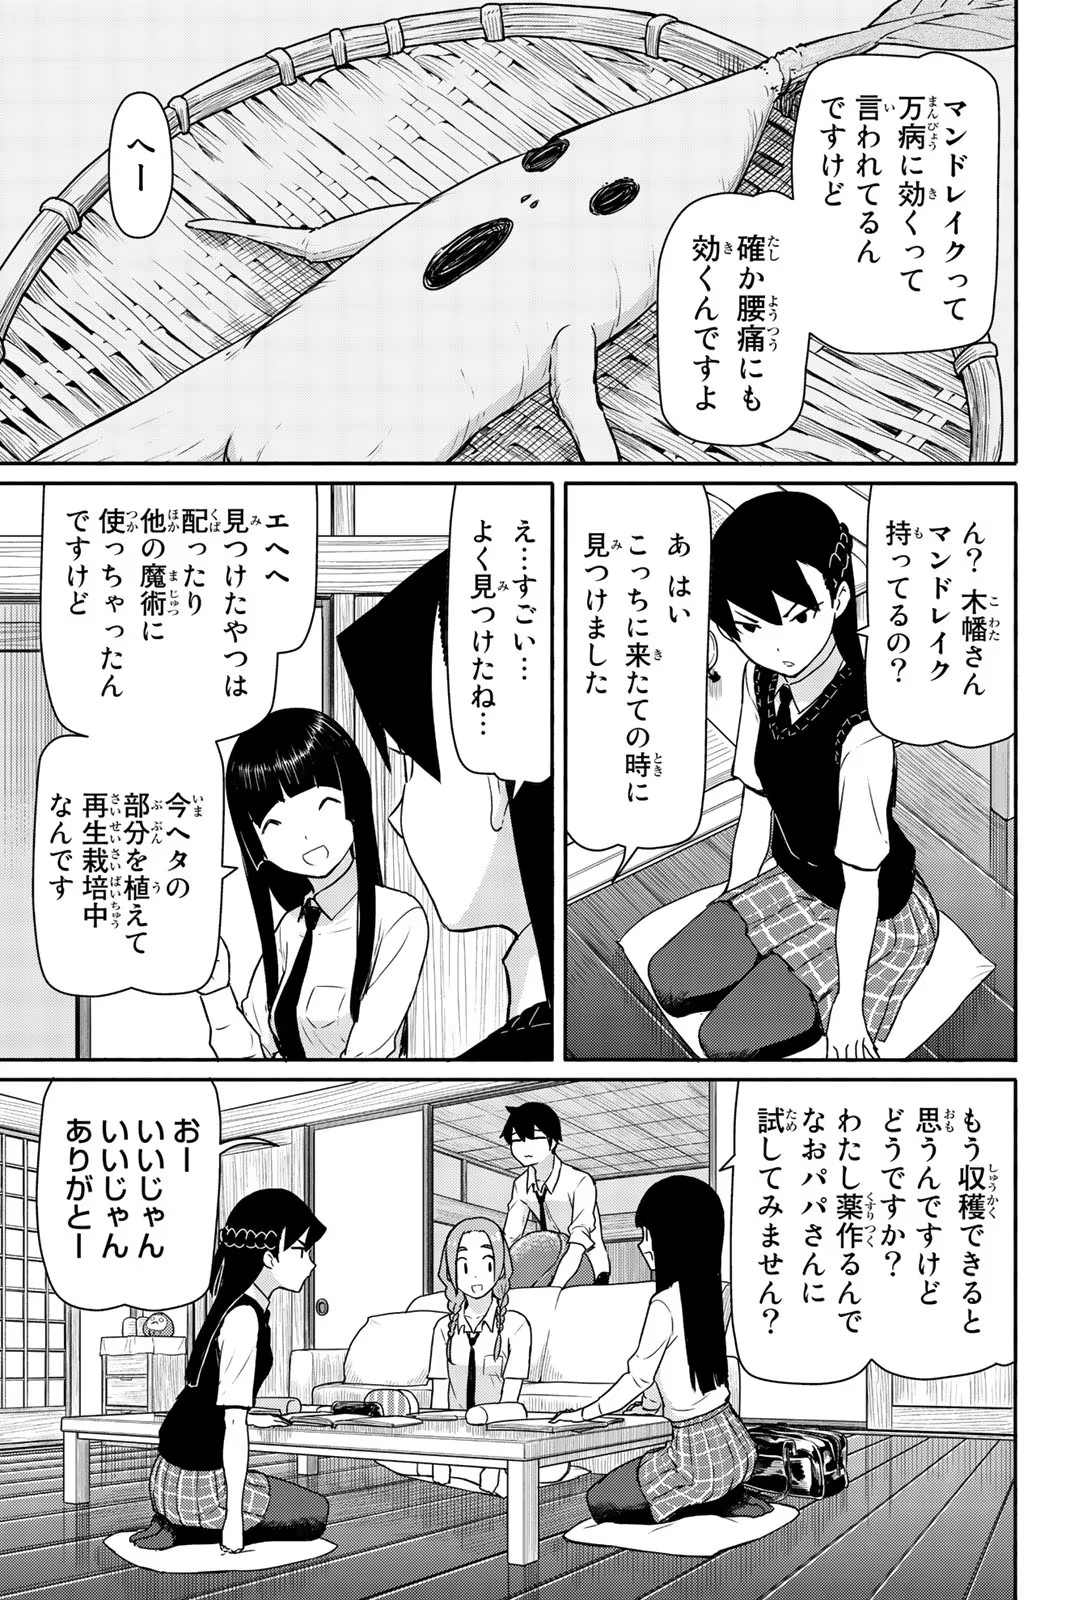 マンドレイクって
万病に効くって
言われてるん
ですけど
確か腰痛にも
効くんですよ
へー
ん?木幡さん
マンドレイク
持ってるの?
あ はい
こっちに来たての時に
見つけました
え…すごい…
よく見つけたね…
エヘヘ
見つけたやつは
配ったり
他の魔術に
使っちゃったん
ですけど
今ヘタの
部分を植えて
再生栽培中
なんです
もう収穫できると
思うんですけど
どうですか?
わたし薬作るんで
なおパパさんに
試してみません?
おー
いいじゃん
いいじゃん
ありがとー